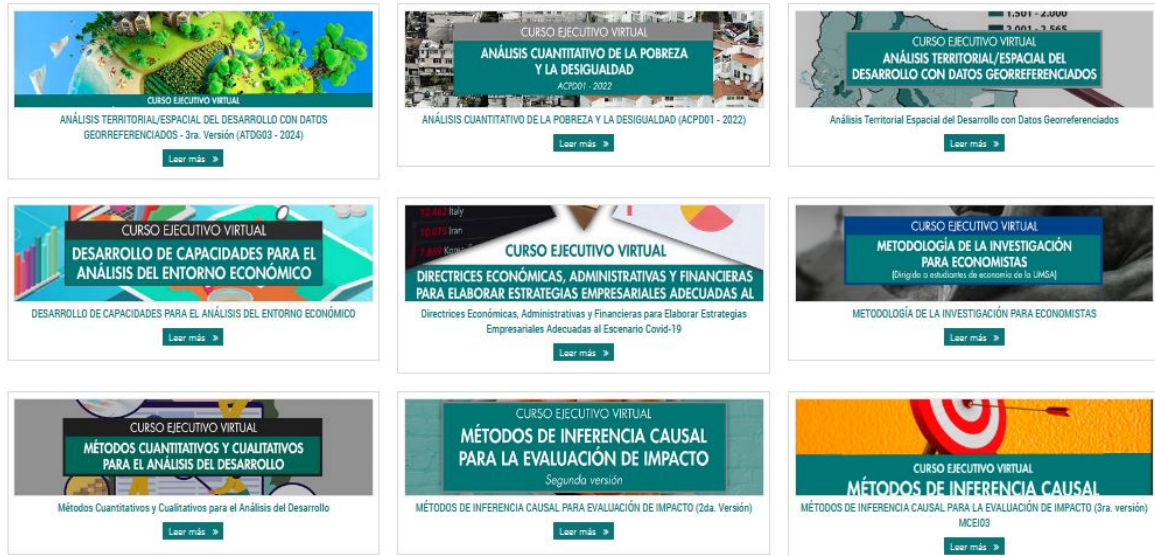 CURSO EJECUTIVO VIRTUAL
ANÁLISIS TERRITORIAL/ESPACIAL DEL DESARROLLO CON DATOS
GEORREFERENCIADOS - 3ra. Versión (ATDG03 - 2024)
Leer más »
CURSO EJECUTIVO VIRTUAL
ANÁLISIS CUANTITATIVO DE LA POBREZA
Y LA DESIGUALDAD
ACPD01 - 2022
ANÁLISIS CUANTITATIVO DE LA POBREZA Y LA DESIGUALDAD (ACPD01 - 2022)
Leer más »
1.501 - 2.000
2.001 - 2.565
CURSO EJECUTIVO VIRTUAL
ANÁLISIS TERRITORIAL/ESPACIAL DEL
DESARROLLO CON DATOS GEORREFERENCIADOS
Análisis Territorial Espacial del Desarrollo con Datos Georreferenciados
Leer más »
CURSO EJECUTIVO VIRTUAL
DESARROLLO DE CAPACIDADES PARA EL
ANÁLISIS DEL ENTORNO ECONÓMICO
DESARROLLO DE CAPACIDADES PARA EL ANÁLISIS DEL ENTORNO ECONÓMICO
Leer más »
12.462 Italy
10.075 Iran
CURSO EJECUTIVO VIRTUAL
DIRECTRICES ECONÓMICAS, ADMINISTRATIVAS Y FINANCIERAS
PARA ELABORAR ESTRATEGIAS EMPRESARIALES ADECUADAS AL
Directrices Económicas, Administrativas y Financieras para Elaborar Estrategias
Empresariales Adecuadas al Escenario Covid-19
Leer más »
CURSO EJECUTIVO VIRTUAL
METODOLOGÍA DE LA INVESTIGACIÓN
PARA ECONOMISTAS
(Dirigido a estudiantes de economía de la UMSA)
METODOLOGÍA DE LA INVESTIGACIÓN PARA ECONOMISTAS
Leer más »
CURSO EJECUTIVO VIRTUAL
MÉTODOS CUANTITATIVOS Y CUALITATIVOS
PARA EL ANÁLISIS DEL DESARROLLO
Métodos Cuantitativos y Cualitativos para el Análisis del Desarrollo
Leer más »
CURSO EJECUTIVO VIRTUAL
MÉTODOS DE INFERENCIA CAUSAL
PARA LA EVALUACIÓN DE IMPACTO
Segunda versión
MÉTODOS DE INFERENCIA CAUSAL PARA EVALUACIÓN DE IMPACTO (2da. Versión)
Leer más »
CURSO EJECUTIVO VIRTUAL
MÉTODOS DE INFERENCIA CAUSAL
MÉTODOS DE INFERENCIA CAUSAL PARA LA EVALUACIÓN DE IMPACTO (3ra. versión)
MCEI03
Leer más »